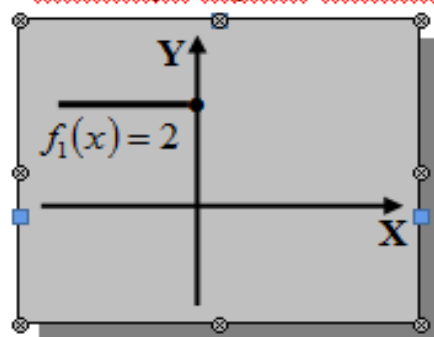 Y
f₁(x) = 2
X